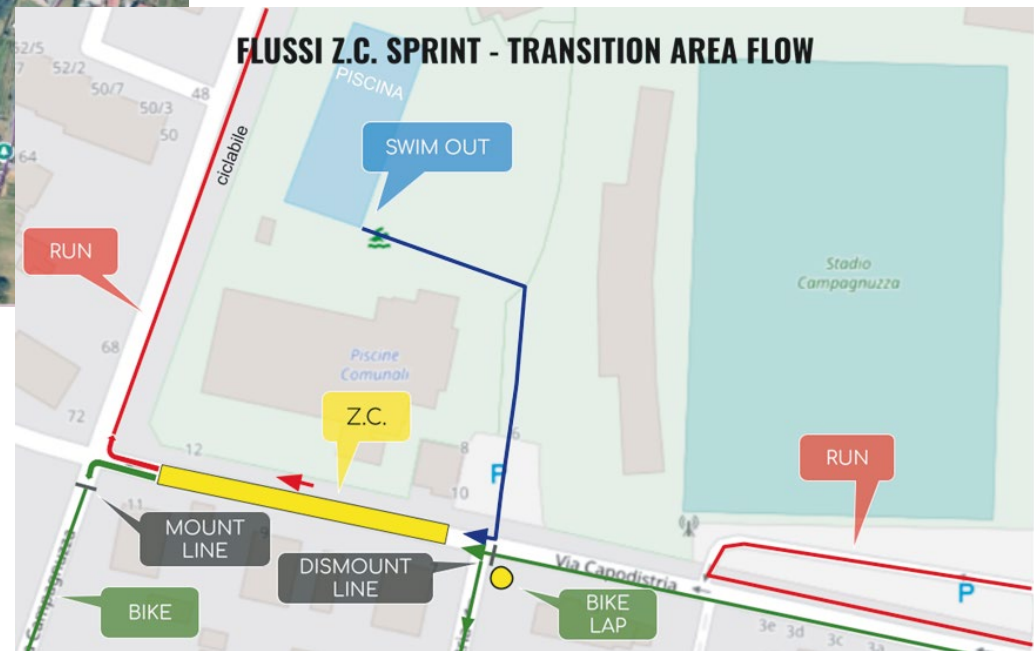 FLUSSI Z.C. SPRINT - TRANSITION AREA FLOW
52/2
50/7
50/3
48
50
64
PISCINA
ciclabile
SWIM OUT
RUN
Stadio
Campagnuzza
68
Piscine
Comunali
72
Z.C.
12
8
6
P
10
RUN
11
9
MOUNT
LINE
DISMOUNT
LINE
Via Capodistria
P
Campagnuzza
BIKE
BIKE
LAP
3e
3d
3c